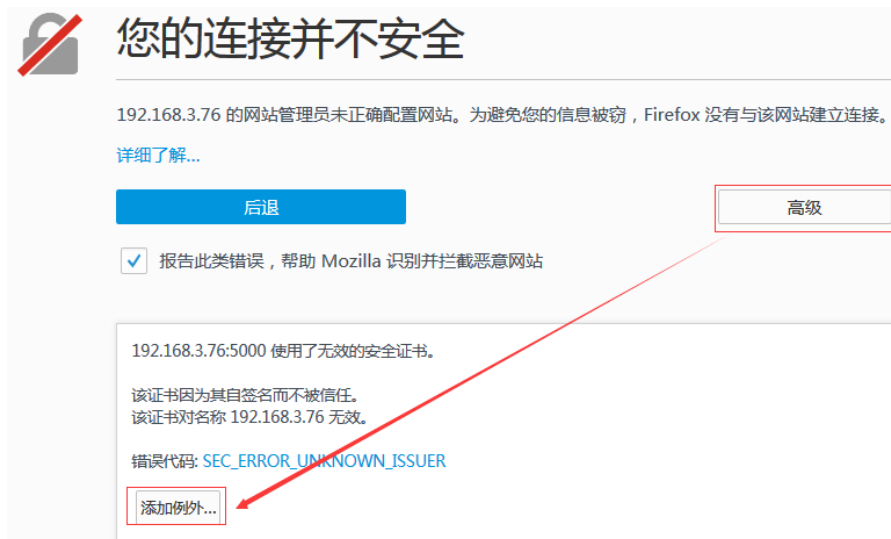 您的连接并不安全
192.168.3.76 的网站管理员未正确配置网站。为避免您的信息被窃，Firefox 没有与该网站建立连接。
详细了解...
后退
高级
报告此类错误，帮助 Mozilla 识别并拦截恶意网站
192.168.3.76:5000 使用了无效的安全证书。
该证书因为其自签名而不被信任。
该证书对名称 192.168.3.76 无效。
错误代码: SEC_ERROR_UNKNOWN_ISSUER
添加例外...